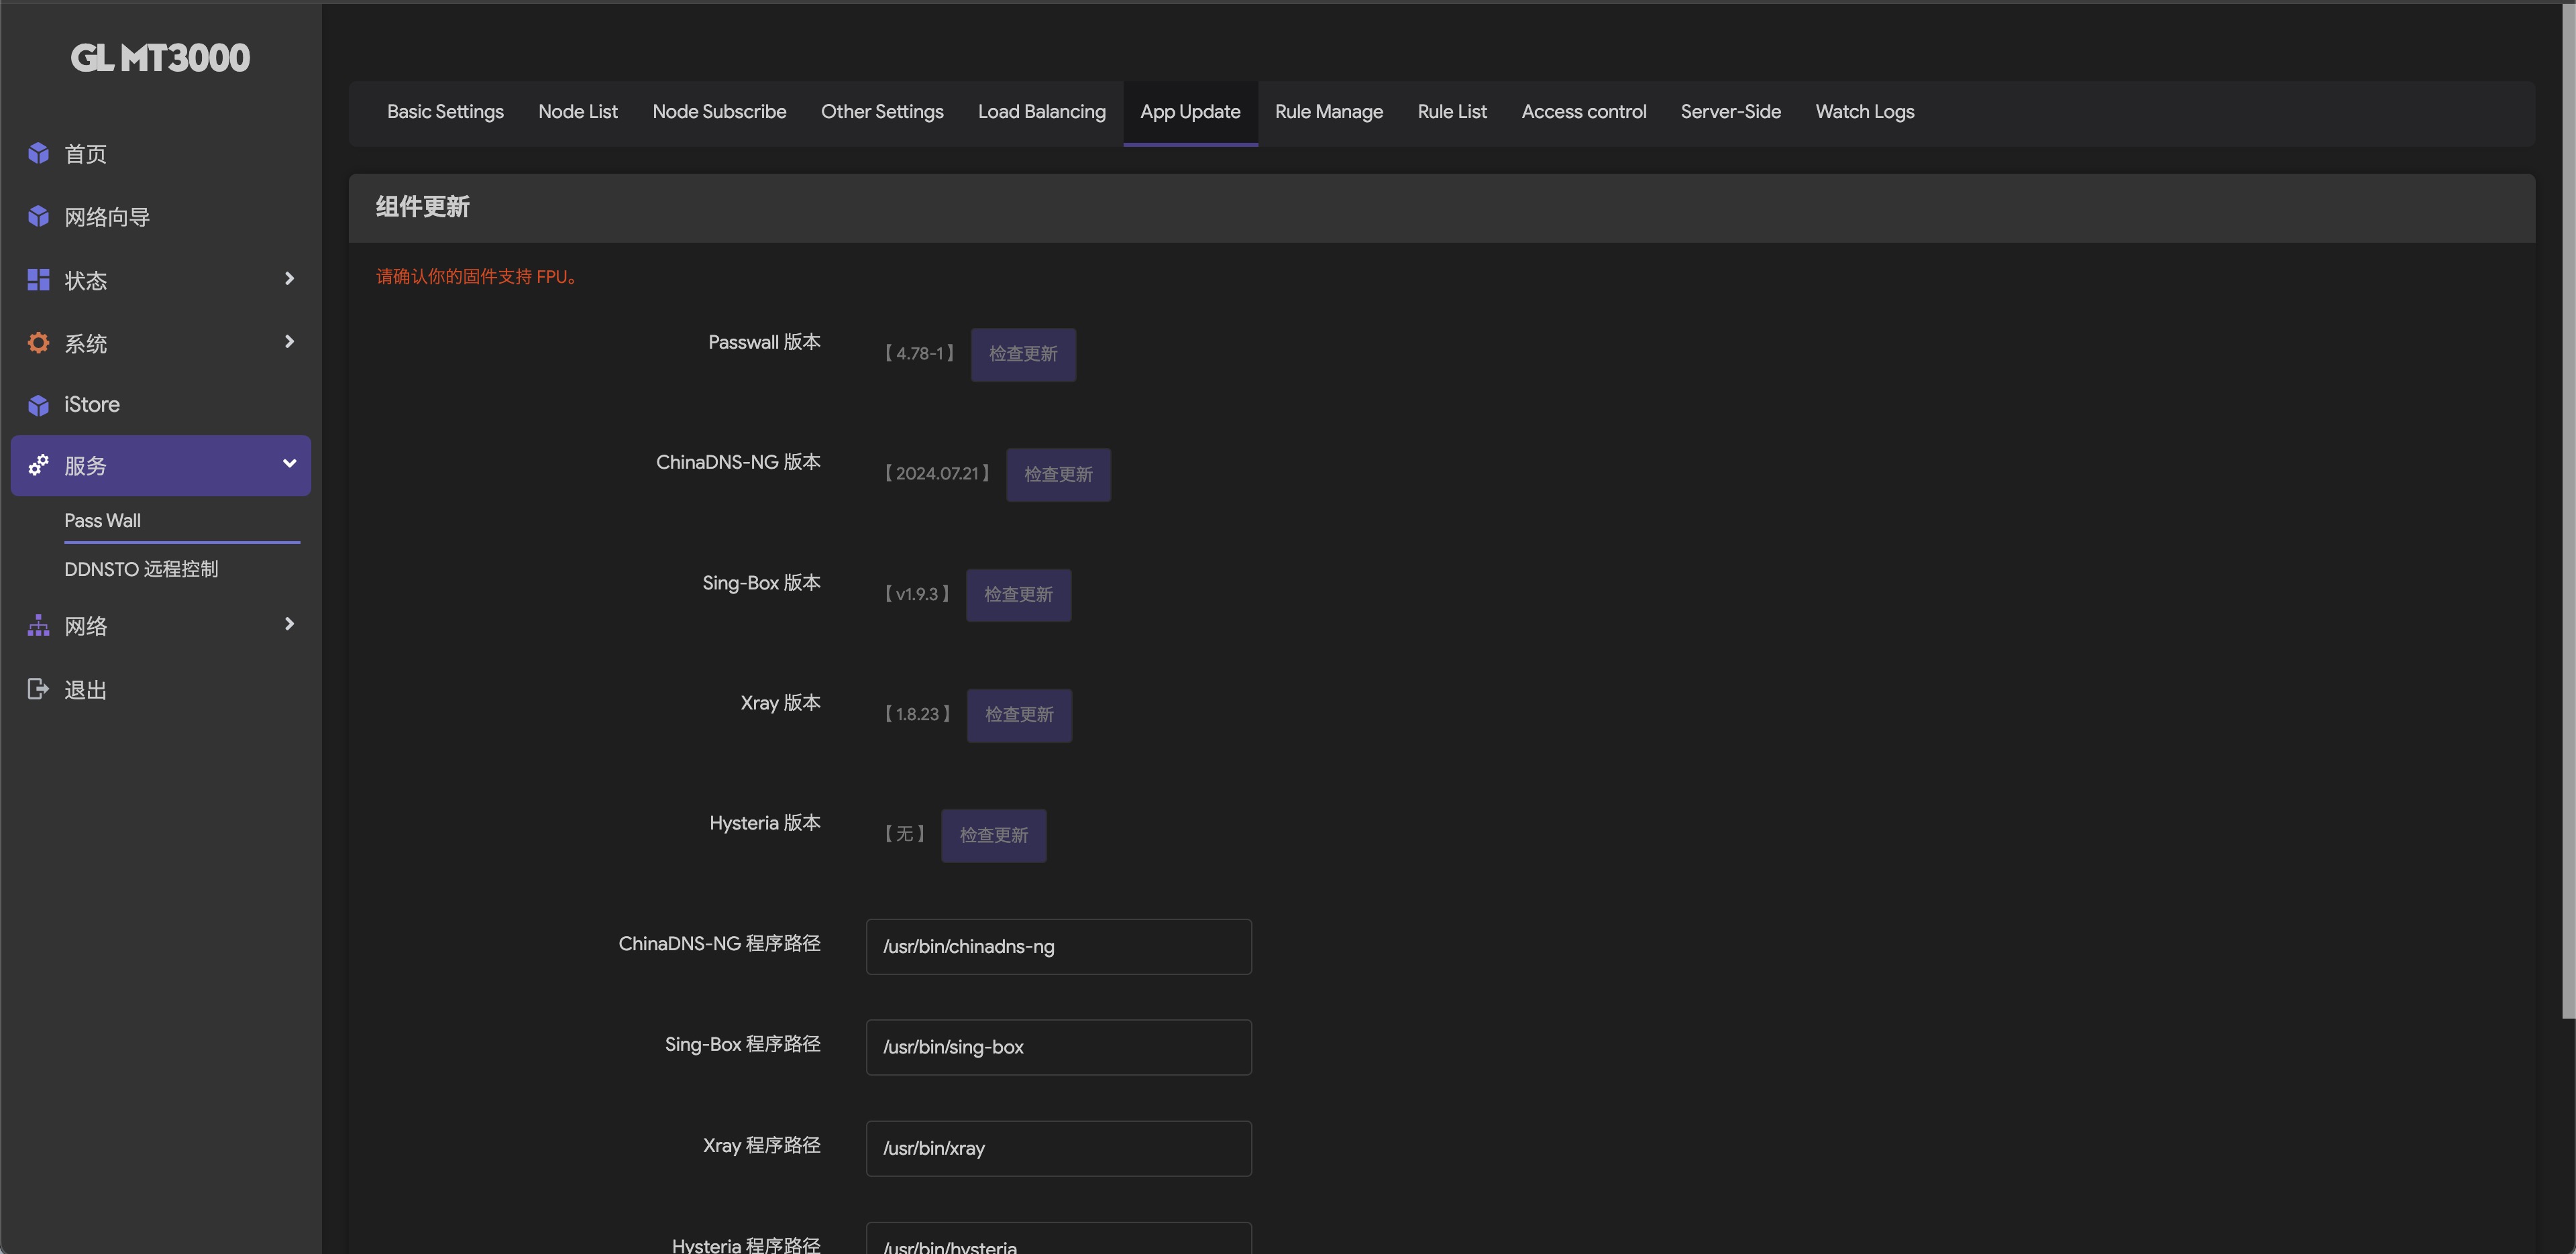 GL MT3000
首页
网络向导
状态
系统
iStore
服务
Pass Wall
DDNSTO 远程控制
网络
退出
Basic Settings Node List Node Subscribe Other Settings Load Balancing App Update Rule Manage Rule List Access control Server-Side Watch Logs
组件更新
请确认你的固件支持 FPU。
Passwall 版本 【 4.78-1 】 检查更新
ChinaDNS-NG 版本 【 2024.07.21 】 检查更新
Sing-Box 版本 【 v1.9.3 】 检查更新
Xray 版本 【 1.8.23 】 检查更新
Hysteria 版本 【 无 】 检查更新
ChinaDNS-NG 程序路径 /usr/bin/chinadns-ng
Sing-Box 程序路径 /usr/bin/sing-box
Xray 程序路径 /usr/bin/xray
Hysteria 程序路径 /usr/bin/hysteria